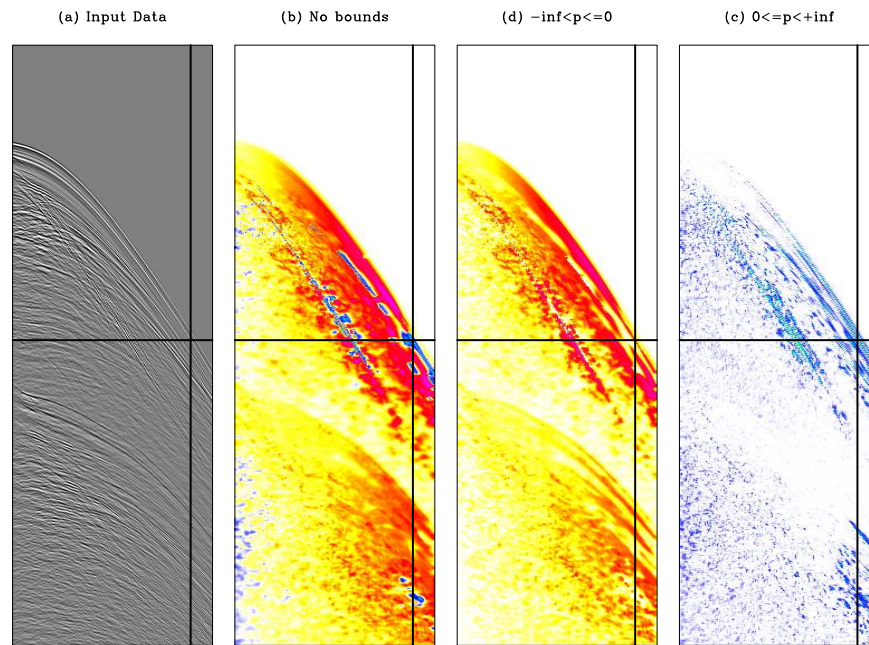 (a) Input Data
(b) No bounds
(d) −inf<p<=0
(c) 0<=p<+inf